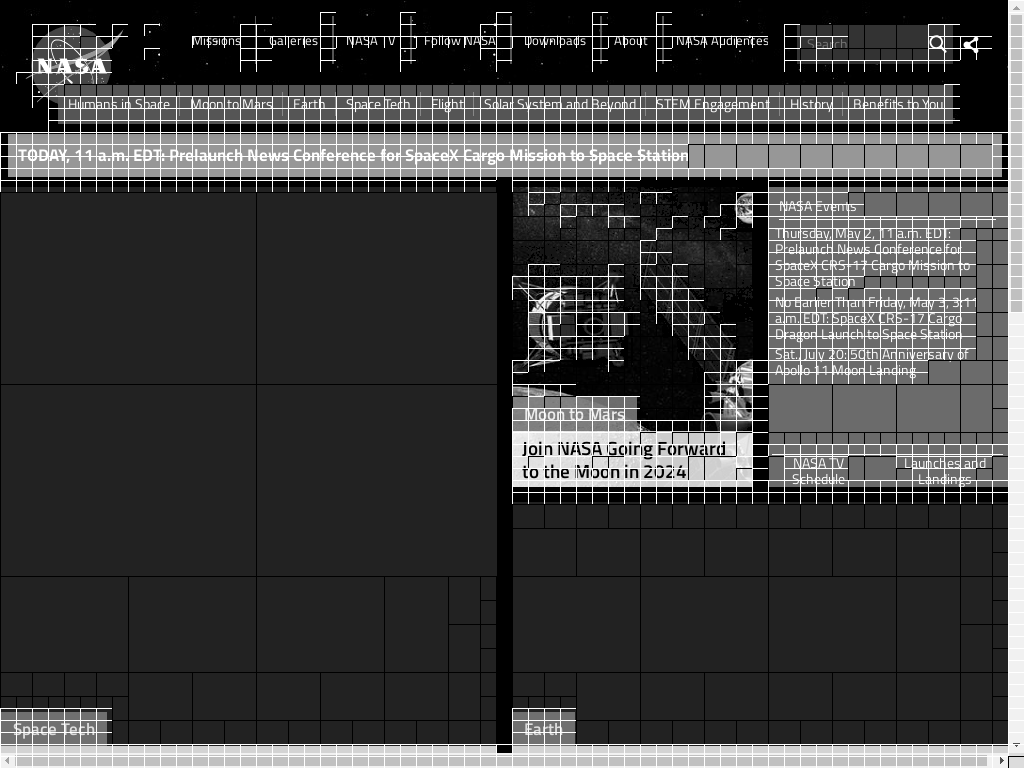 Missions Galleries NASA TV Follow NASA Downloads About NASA Audiences Search
NASA
Humans in Space Moon to Mars Earth Space Tech Flight Solar System and Beyond STEM Engagement History Benefits to You
TODAY, 11 a.m. EDT: Prelaunch News Conference for SpaceX Cargo Mission to Space Station
NASA Events
Thursday, May 2, 11 a.m. EDT:
Prelaunch News Conference for
SpaceX CRS-17 Cargo Mission to
Space Station
No Earlier Than Friday, May 3, 3:11
a.m. EDT: SpaceX CRS-17 Cargo
Dragon Launch to Space Station
Sat., July 20: 50th Anniversary of
Apollo 11 Moon Landing
Moon to Mars
Join NASA Going Forward
to the Moon in 2024
NASA TV
Schedule
Launches and
Landings
Space Tech
Earth